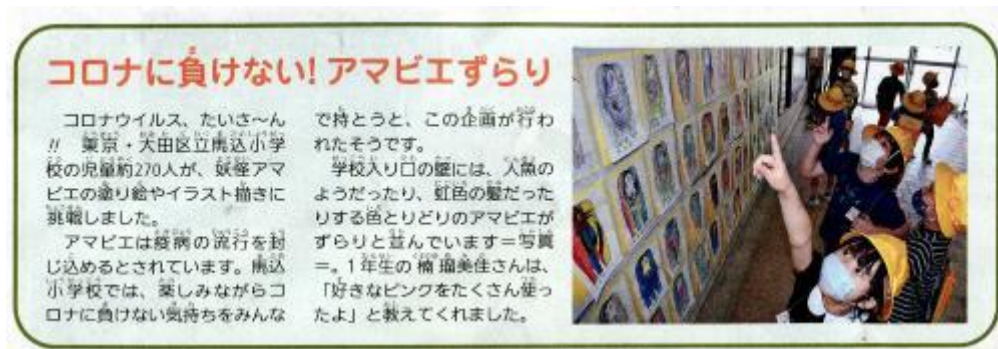 コロナに負けない! アマビエずらり
コロナウイルス、たいさ〜ん
!! 東京・大田区立馬込小学
校の児童約270人が、妖怪アマ
ビエの塗り絵やイラスト描きに
挑戦しました。
アマビエは疫病の流行を封
じ込めるとされています。馬込
小学校では、楽しみながらコ
ロナに負けない気持ちをみんな
で持とうと、この企画が行わ
れたそうです。
学校入り口の壁には、人魚の
ようだったり、虹色の髪だった
りする色とりどりのアマビエが
ずらりと並んでいます＝写真
＝。1年生の楠瑠美佳さんは、
「好きなピンクをたくさん使っ
たよ」と教えてくれました。